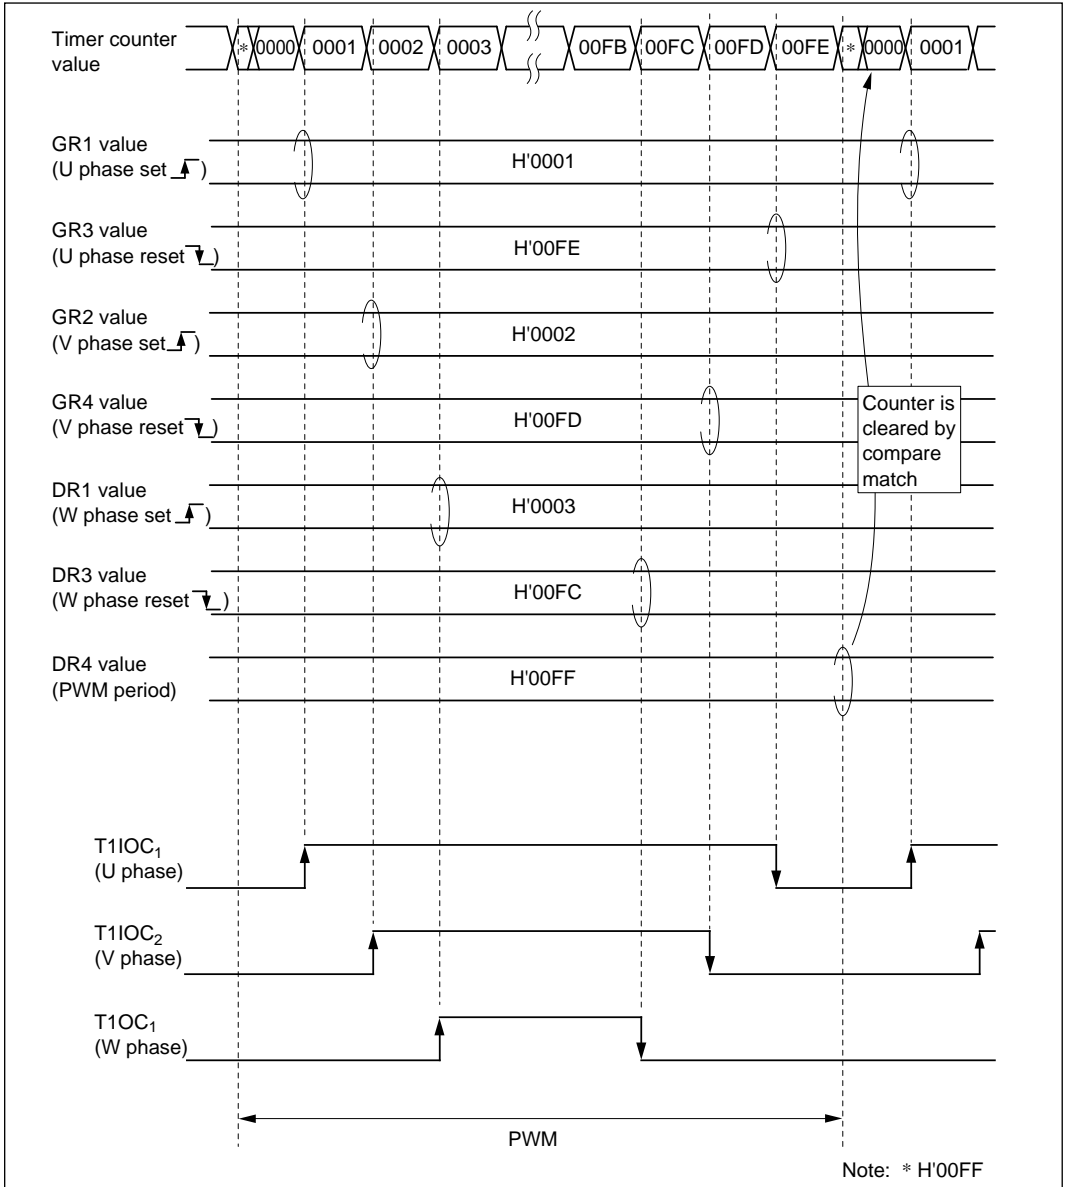 Timer counter value
* 0000 0001 0002 0003 00FB 00FC 00FD 00FE * 0000 0001
GR1 value
(U phase set )
H'0001
GR3 value
(U phase reset )
H'00FE
GR2 value
(V phase set )
H'0002
GR4 value
(V phase reset )
H'00FD
Counter is
cleared by
compare
match
DR1 value
(W phase set )
H'0003
DR3 value
(W phase reset )
H'00FC
DR4 value
(PWM period)
H'00FF
T1IOC1
(U phase)
T1IOC2
(V phase)
T1OC1
(W phase)
PWM
Note: * H'00FF